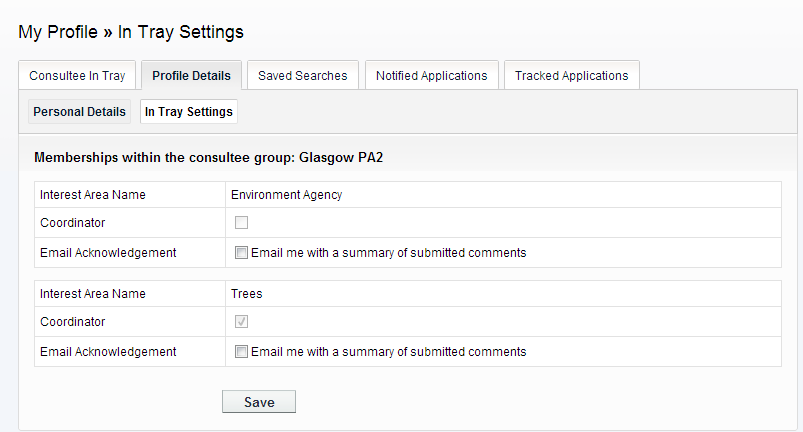 My Profile » In Tray Settings
Consultee In Tray Profile Details Saved Searches Notified Applications Tracked Applications
Personal Details In Tray Settings
Memberships within the consultee group: Glasgow PA2
Interest Area Name Environment Agency
Coordinator
Email Acknowledgement Email me with a summary of submitted comments
Interest Area Name Trees
Coordinator
Email Acknowledgement Email me with a summary of submitted comments
Save